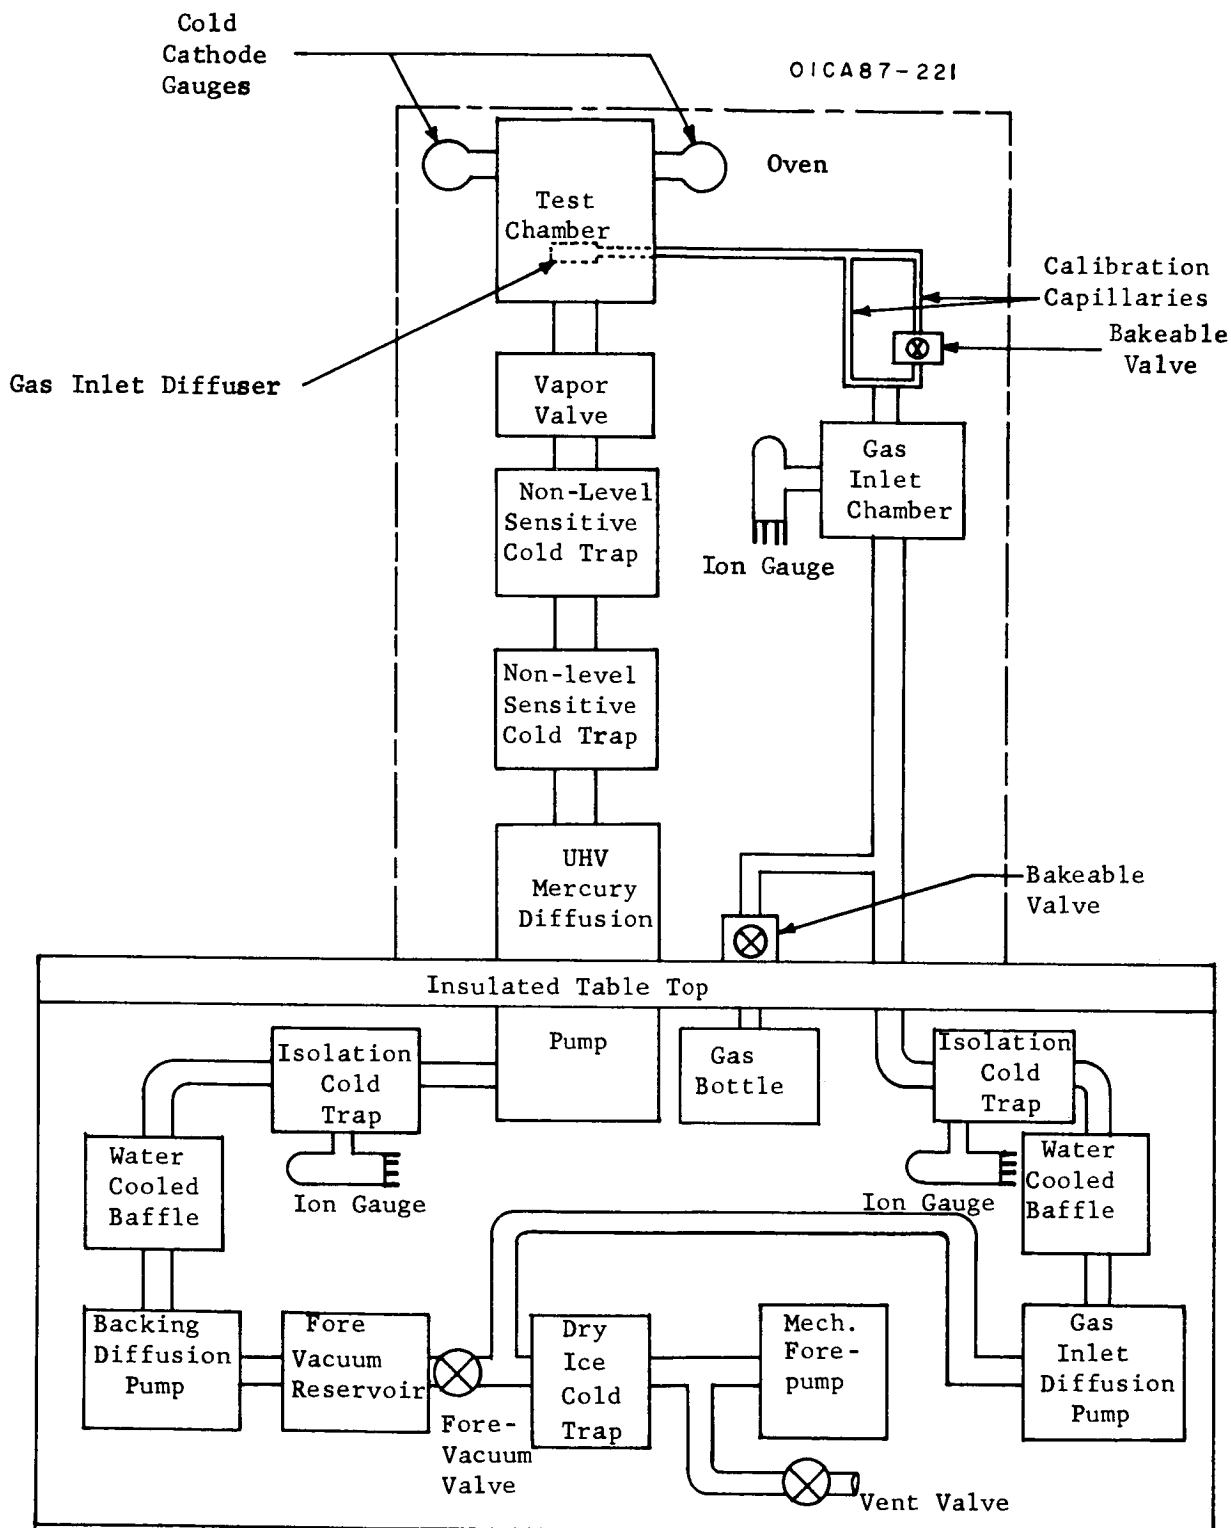 Cold
Cathode
Gauges
01CA87-221
Oven
Test
Chamber
Calibration
Capillaries
Bakeable
Valve
Gas Inlet Diffuser
Vapor
Valve
Gas
Inlet
Chamber
Non-Level
Sensitive
Cold Trap
Ion Gauge
Non-level
Sensitive
Cold Trap
UHV
Mercury
Diffusion
Bakeable
Valve
Insulated Table Top
Pump
Isolation
Cold
Trap
Gas
Bottle
Isolation
Cold
Trap
Water
Cooled
Baffle
Ion Gauge
Ion Gauge
Water
Cooled
Baffle
Backing
Diffusion
Pump
Fore
Vacuum
Reservoir
Fore-
Vacuum
Valve
Dry
Ice
Cold
Trap
Mech.
Fore-
pump
Gas
Inlet
Diffusion
Pump
Vent Valve